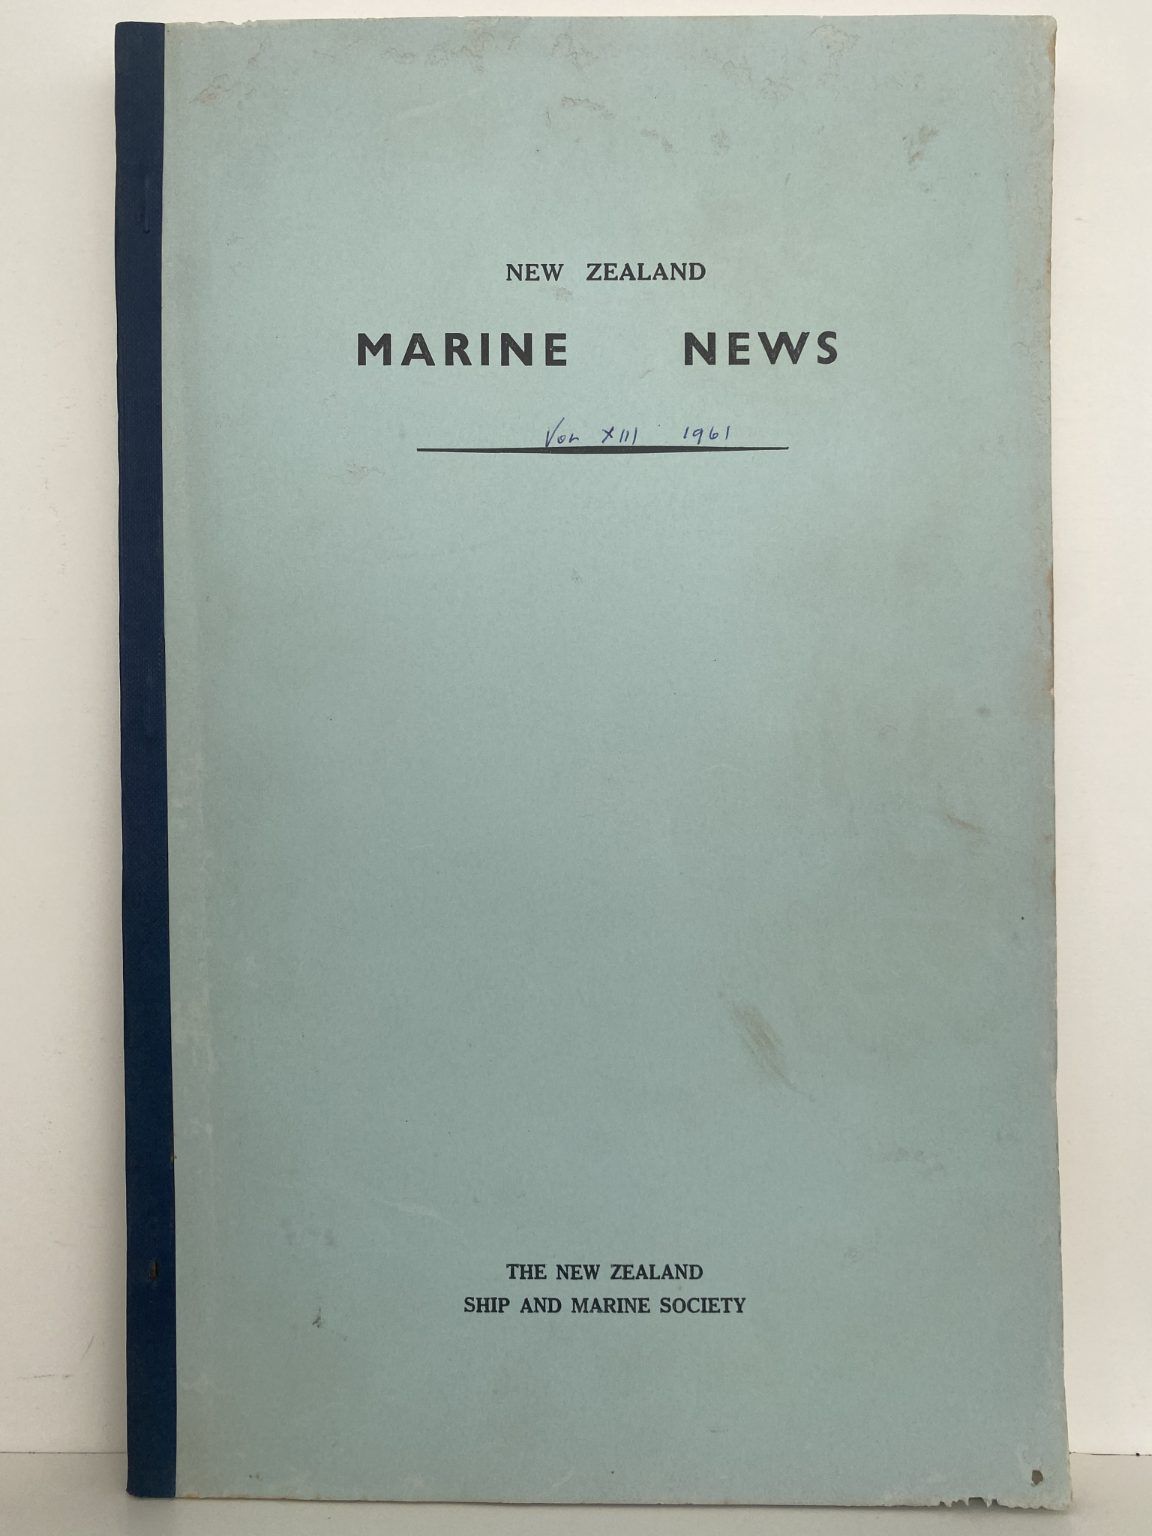 NEW ZEALAND
MARINE NEWS
Vol XIII 1961
THE NEW ZEALAND
SHIP AND MARINE SOCIETY